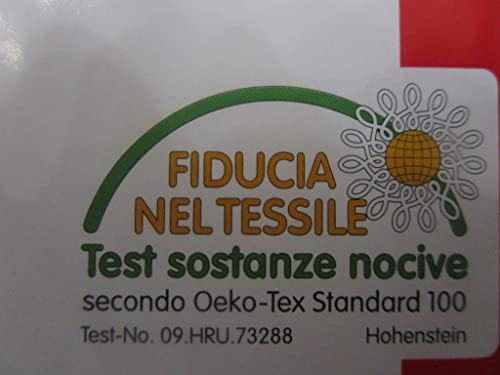 FIDUCIA
NEL TESSILE
Test sostanze nocive
secondo Oeko-Tex Standard 100
Test-No. 09.HRU.73288 Hohenstein